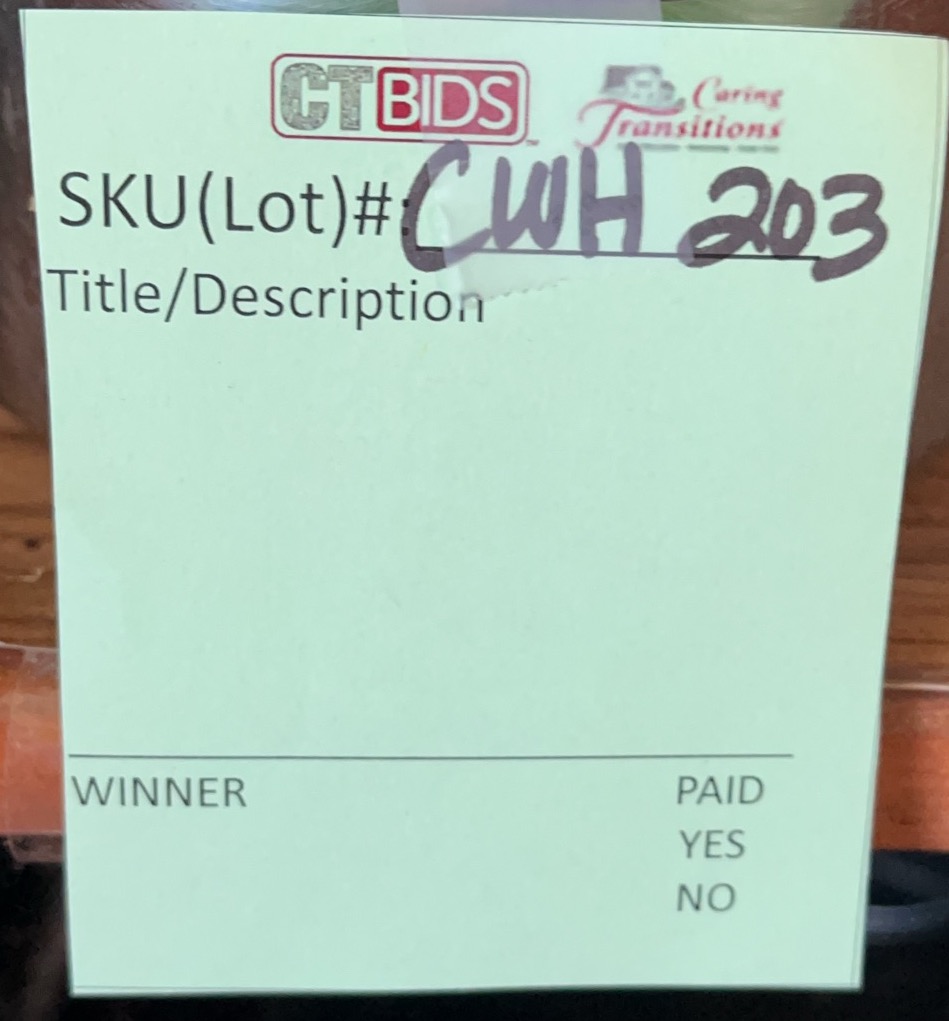 CTBIDS Caring Transitions
SKU(Lot)#: CWH 203
Title/Description
WINNER PAID
YES
NO